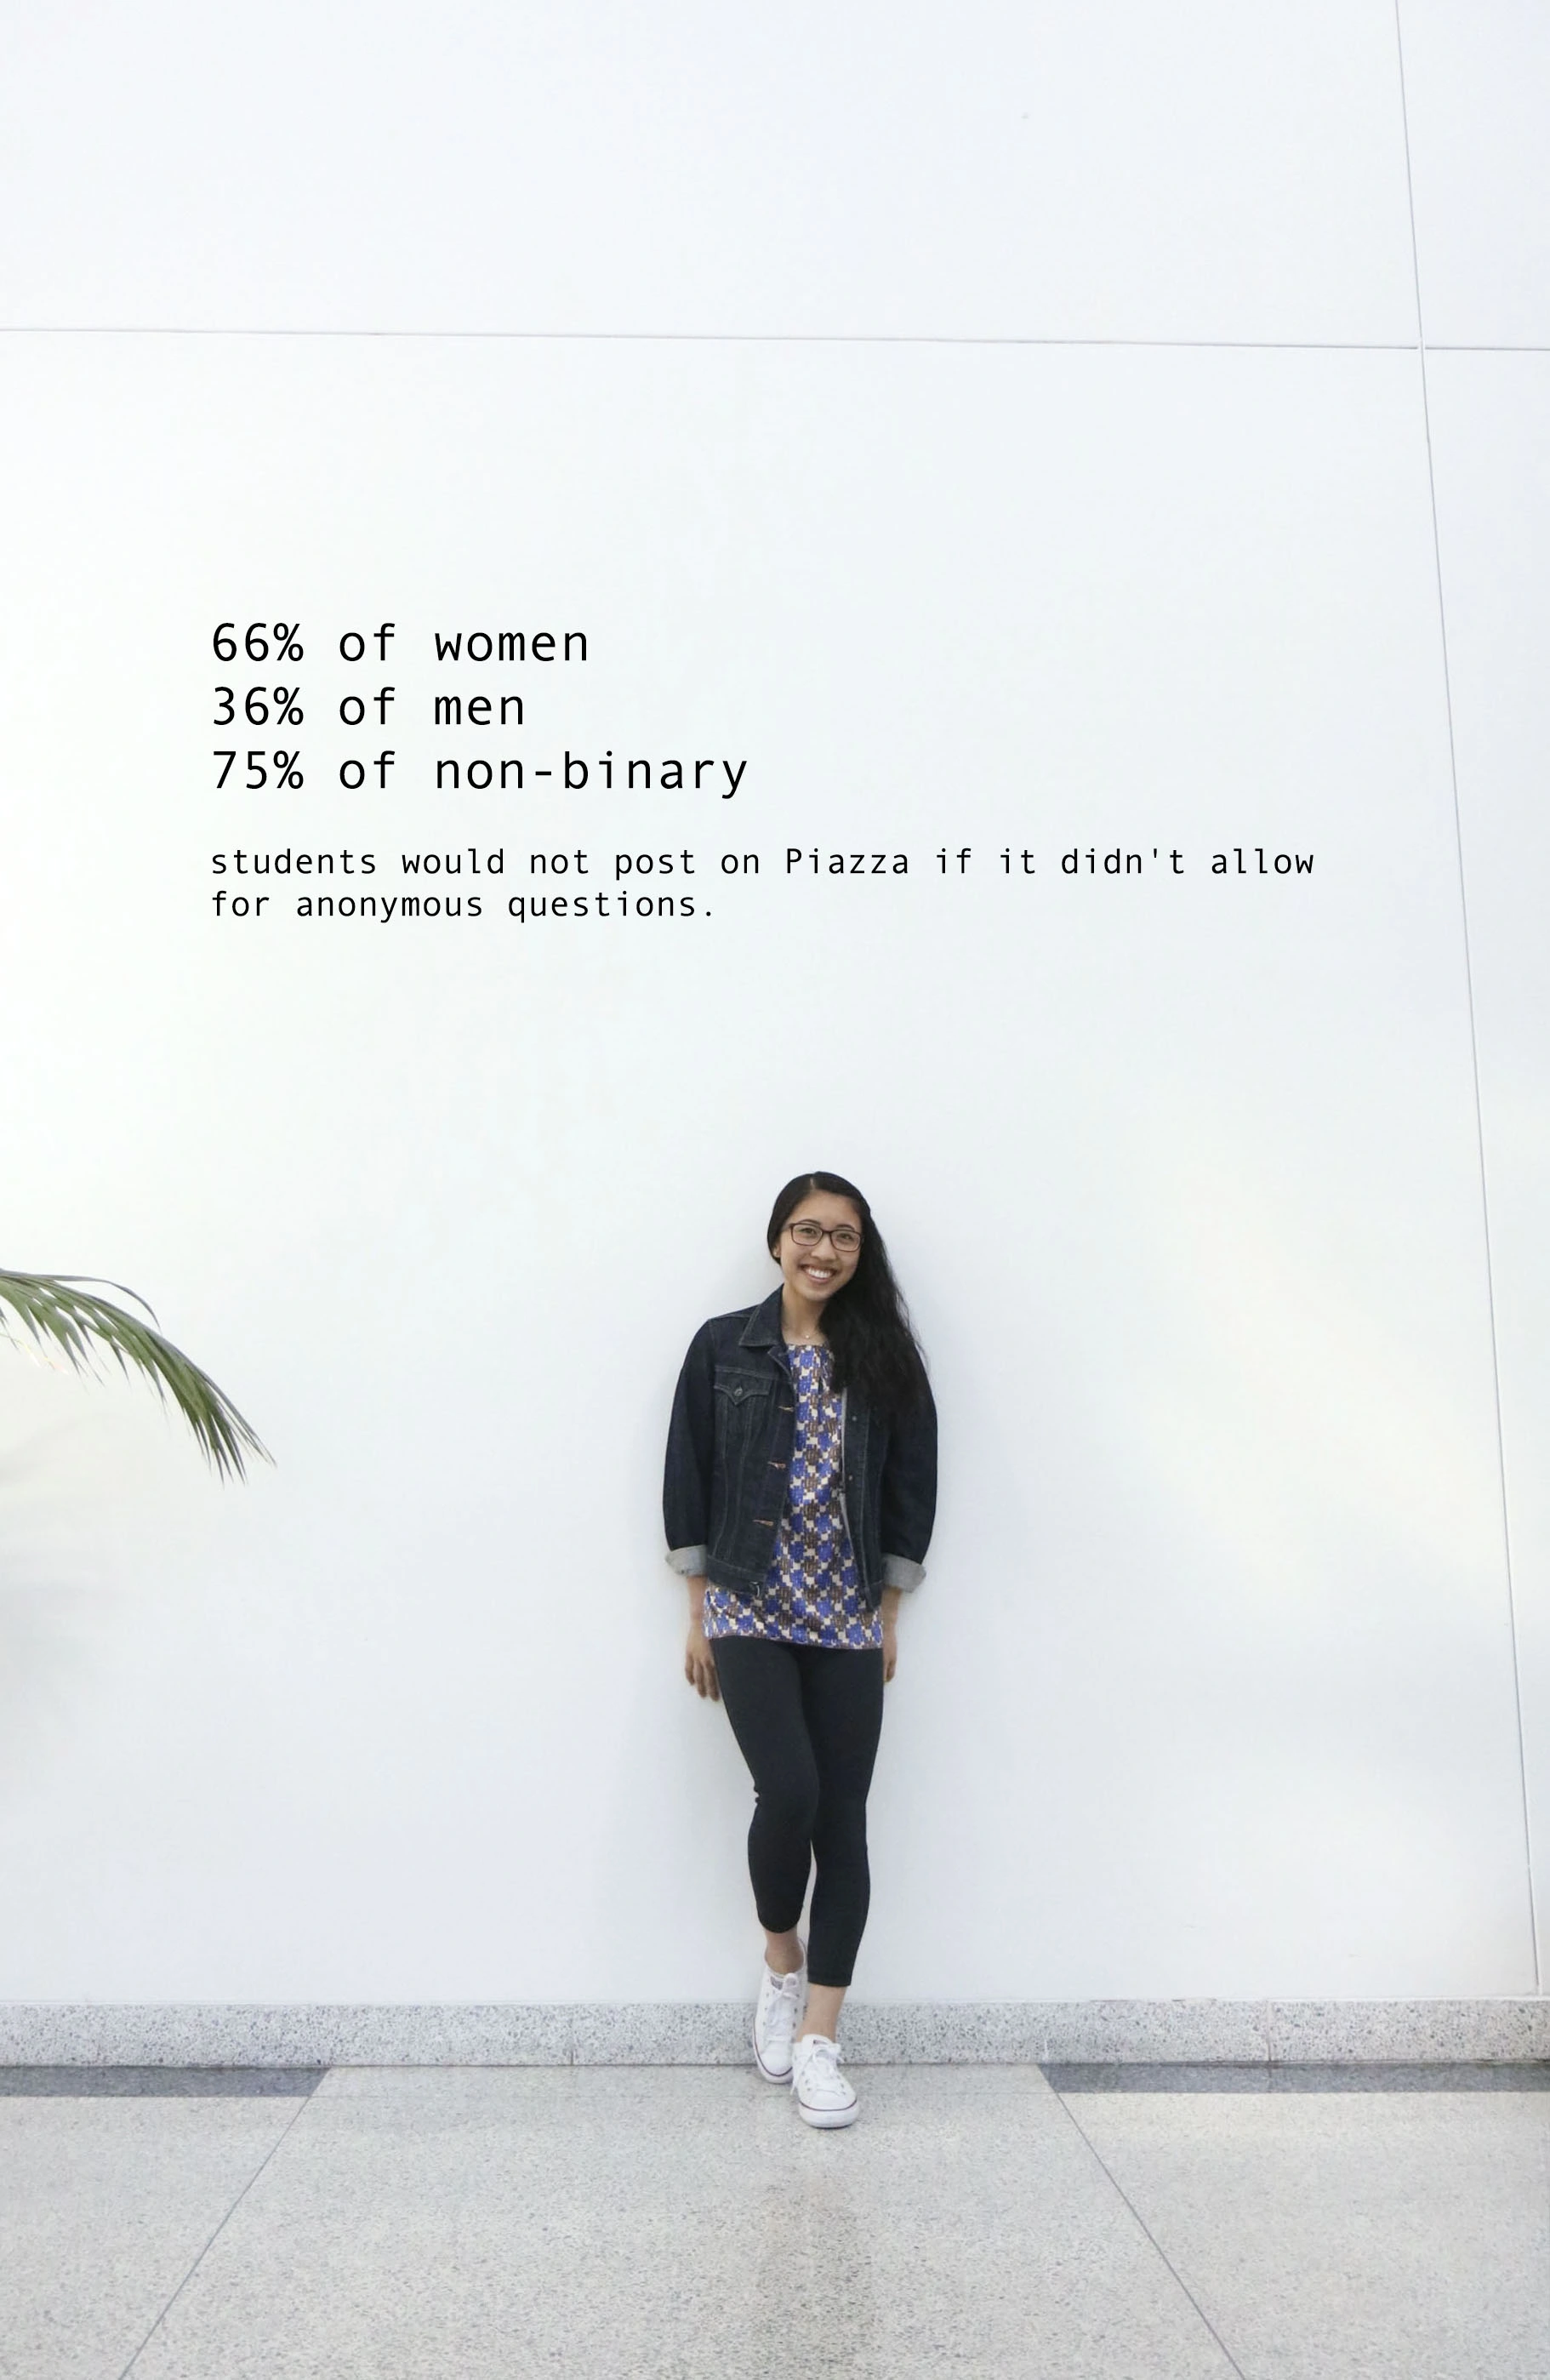 66% of women
36% of men
75% of non-binary
students would not post on Piazza if it didn't allow
for anonymous questions.